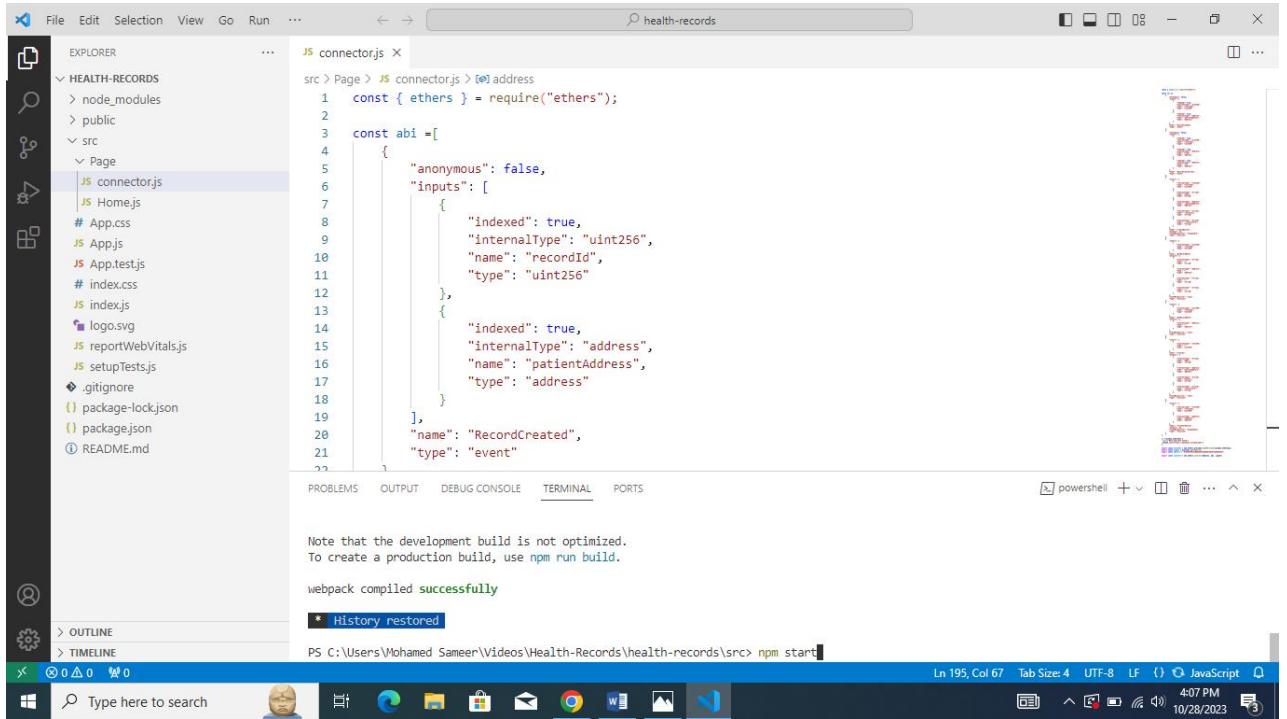 File Edit Selection View Go Run ··· health-records
EXPLORER ···
HEALTH-RECORDS
node_modules
public
src
Page
JS connector.js
JS Home.js
# App.css
JS App.js
JS App.test.js
# index.css
JS index.js
logo.svg
JS reportWebVitals.js
JS setupTests.js
.gitignore
{} package-lock.json
{} package.json
README.md
OUTLINE
TIMELINE
JS connector.js
src > Page > JS connector.js > address
1 const { ethers } = require("ethers");
2
3 const abi =[
4 {
5 "anonymous": false,
6 "inputs": [
7 {
8 "indexed": true,
9 "internalType": "uint256",
10 "name": "recordId",
11 "type": "uint256"
12 },
13 {
14 "indexed": true,
15 "internalType": "address",
16 "name": "patientAddress",
17 "type": "address"
18 }
19 ],
20 "name": "RecordCreated",
21 "type":
22 }
PROBLEMS OUTPUT DEBUG CONSOLE TERMINAL PORTS powershell
Note that the development build is not optimized.
To create a production build, use npm run build.
webpack compiled successfully
* History restored
PS C:\Users\Mohamed Sameer\Videos\Health-Records\health-records\src> npm start
0 0 0 Ln 195, Col 67 Tab Size: 4 UTF-8 LF {} JavaScript
Type here to search
4:07 PM
10/28/2023
3